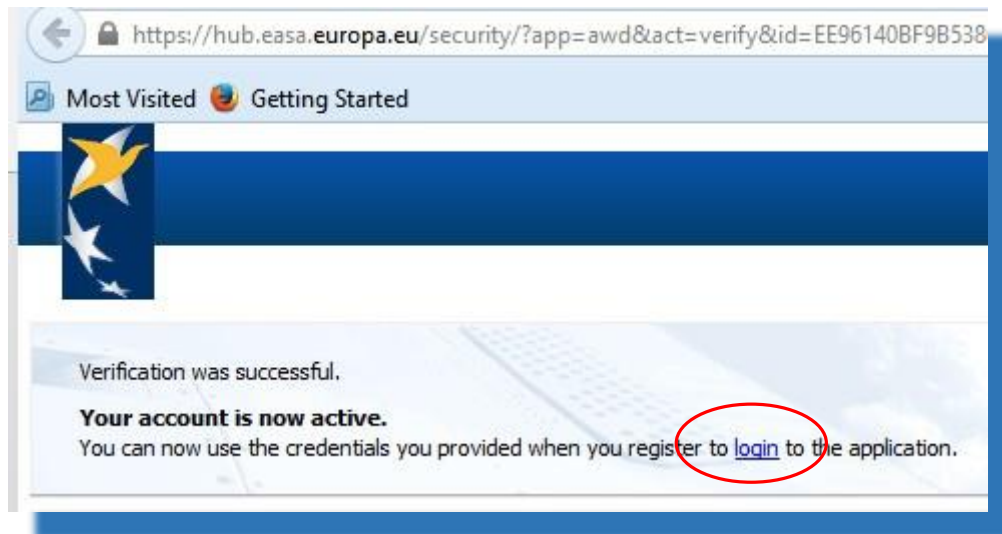 https://hub.easa.europa.eu/security/?app=awd&act=verify&id=EE96140BF9B538
Most Visited Getting Started
Verification was successful.
Your account is now active.
You can now use the credentials you provided when you register to login to the application.